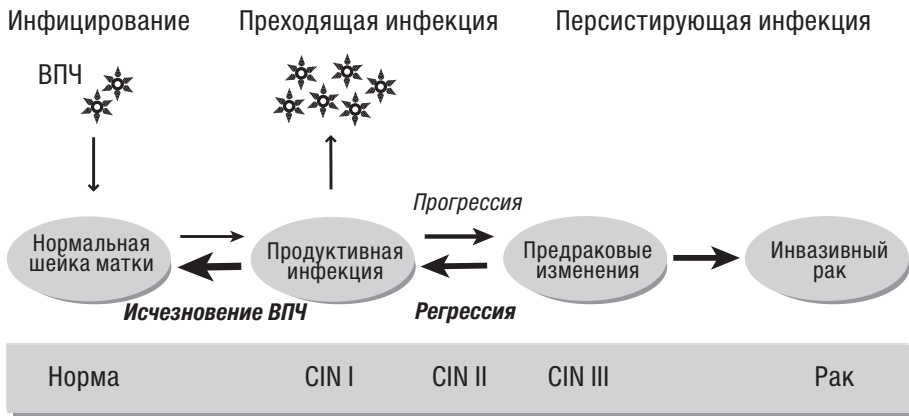 Инфицирование
Преходящая инфекция
Персистирующая инфекция
ВПЧ
Прогрессия
Нормальная
шейка матки
Продуктивная
инфекция
Предраковые
изменения
Инвазивный
рак
Исчезновение ВПЧ
Регрессия
Норма
CIN I
CIN II
CIN III
Рак